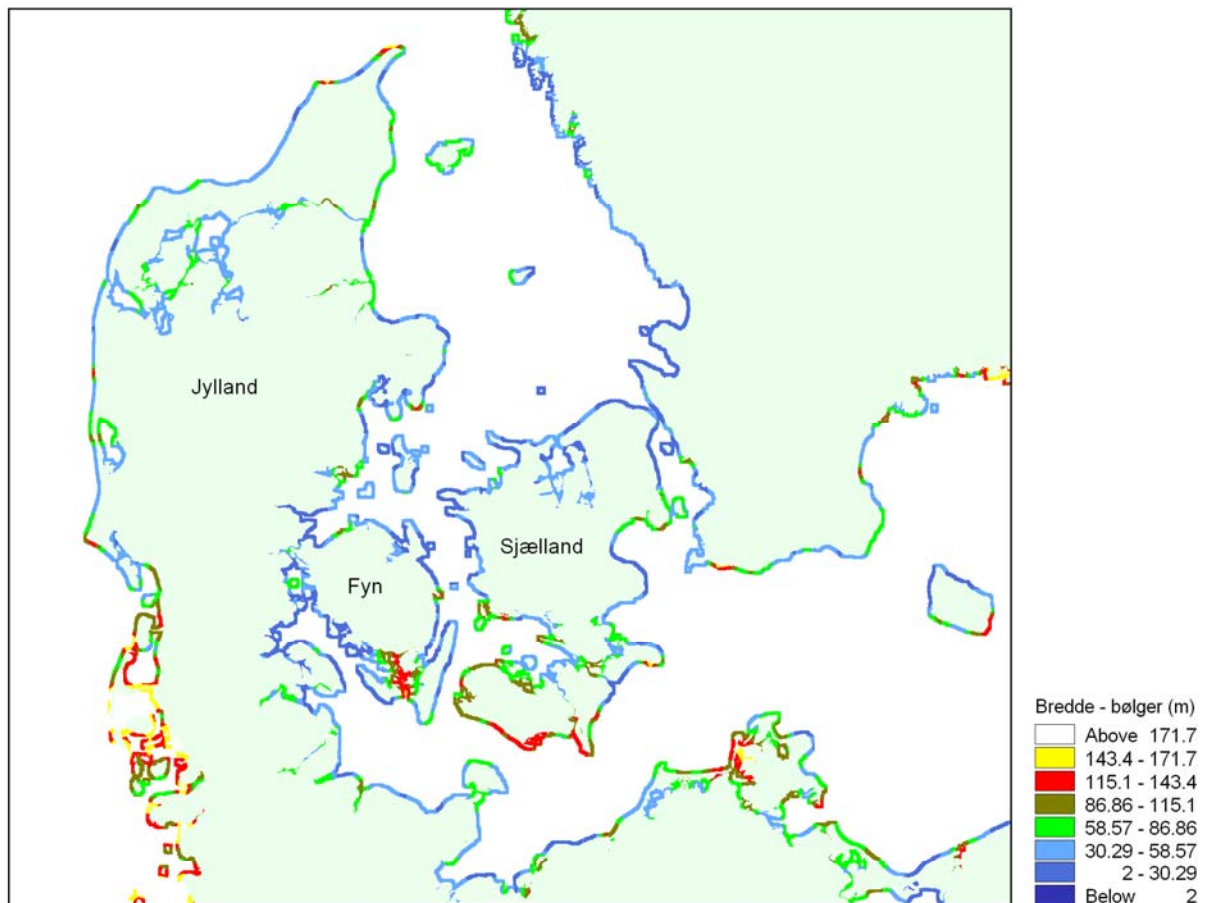 Jylland
Sjælland
Fyn
Bredde - bølger (m)
Above 171.7
143.4 - 171.7
115.1 - 143.4
86.86 - 115.1
58.57 - 86.86
30.29 - 58.57
2 - 30.29
Below 2